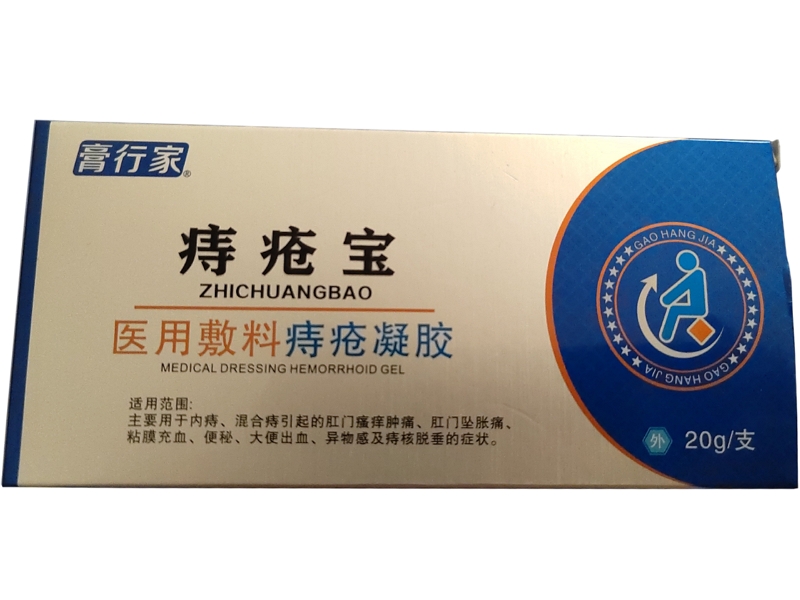 膏行家®
痔疮宝
ZHICHUANGBAO
医用敷料痔疮凝胶
MEDICAL DRESSING HEMORRHOID GEL
适用范围:
主要用于内痔、混合痔引起的肛门瘙痒肿痛、肛门坠胀痛、
粘膜充血、便秘、大便出血、异物感及痔核脱垂的症状。
GAO HANG JIA
GAO HANG JIA
外 20g/支